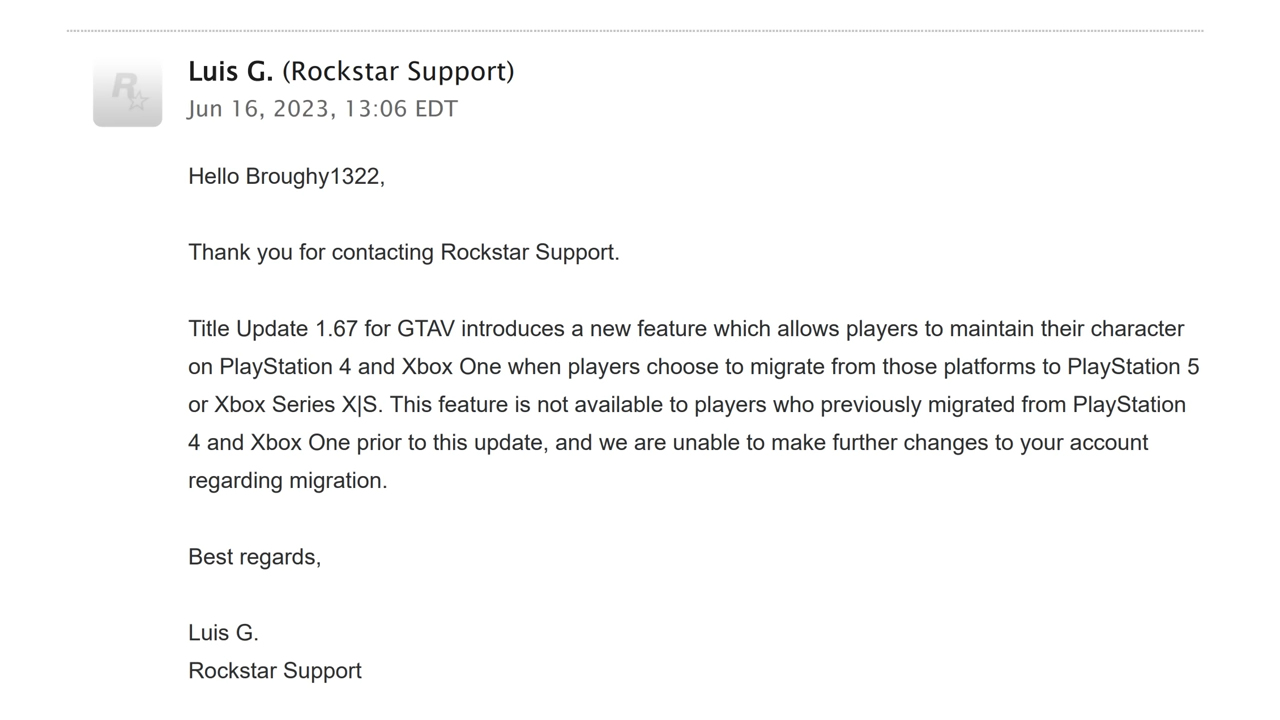 Luis G. (Rockstar Support)
Jun 16, 2023, 13:06 EDT
Hello Broughy1322,
Thank you for contacting Rockstar Support.
Title Update 1.67 for GTAV introduces a new feature which allows players to maintain their character
on PlayStation 4 and Xbox One when players choose to migrate from those platforms to PlayStation 5
or Xbox Series X|S. This feature is not available to players who previously migrated from PlayStation
4 and Xbox One prior to this update, and we are unable to make further changes to your account
regarding migration.
Best regards,
Luis G.
Rockstar Support